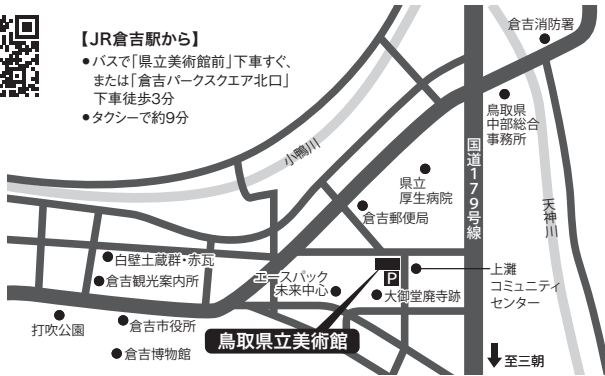 【JR倉吉駅から】
●バスで「県立美術館前」下車すぐ、
または「倉吉パークスクエア北口」
下車徒歩3分
●タクシーで約9分
倉吉消防署
鳥取県
中部総合
事務所
国道179号線
小鴨川
県立
厚生病院
天神川
倉吉郵便局
白壁土蔵群・赤瓦
倉吉観光案内所
エースパック
未来中心
P
大御堂廃寺跡
上灘
コミュニティ
センター
打吹公園
倉吉市役所
鳥取県立美術館
倉吉博物館
至三朝